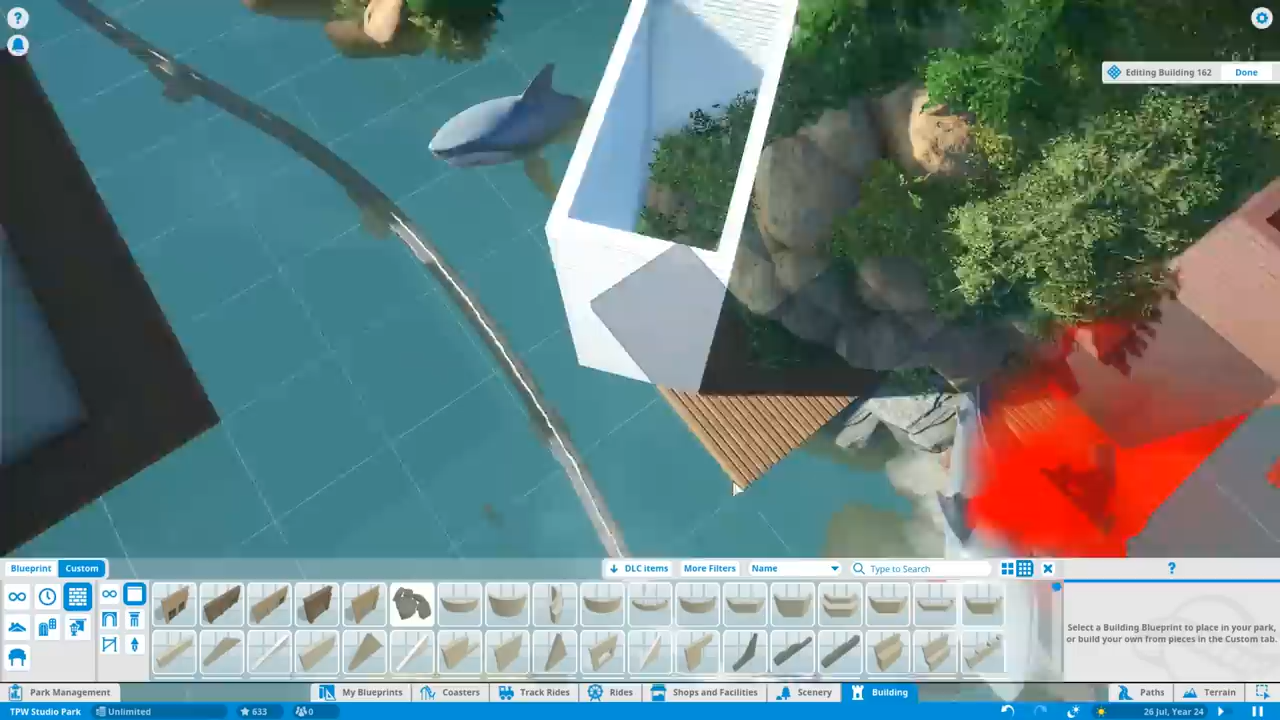 ?
Editing Building 162 Done
Blueprint Custom
DLC items More Filters Name Type to Search
?
Select a Building Blueprint to place in your park,
or build your own from pieces in the Custom tab.
Park Management My Blueprints Coasters Track Rides Rides Shops and Facilities Scenery Building Paths Terrain
TPW Studio Park Unlimited 633 0 26 Jul, Year 24